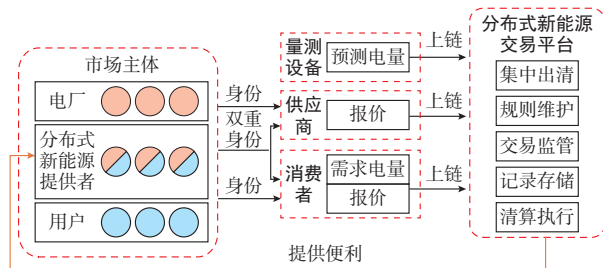 市场主体
电厂
分布式
新能源
提供者
用户
身份
双重
身份
身份
量测
设备
预测电量
供应
商
报价
消费
者
需求电量
报价
上链
上链
上链
分布式新能源
交易平台
集中出清
规则维护
交易监管
记录存储
清算执行
提供便利